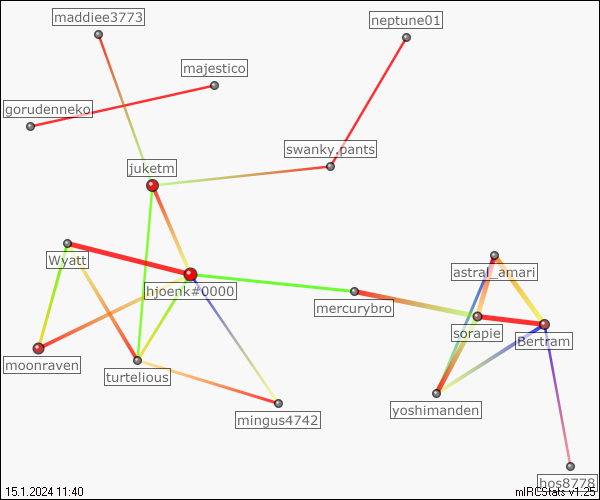 maddiee3773
neptune01
majestico
gorudenneko
swanky.pants
juketm
Wyatt
astral_amari
hjoenk#0000
mercurybro
sorapie
Bertram
moonraven
turtelious
yoshimanden
mingus4742
hos8778
15.1.2024 11:40
mIRCStats v1.25